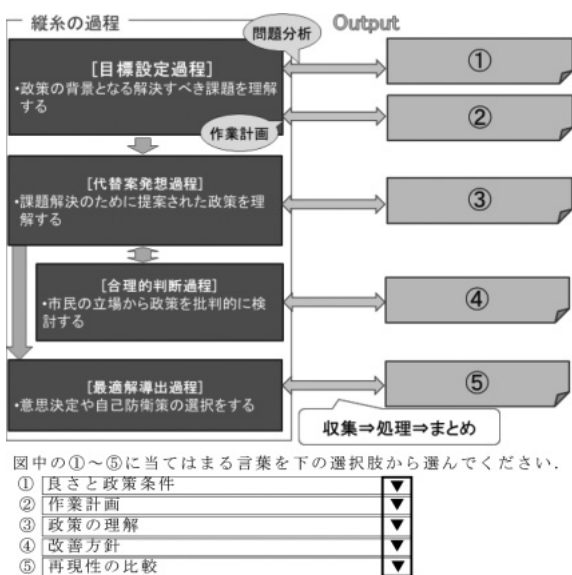 縦糸の過程
問題分析
Output
[目標設定過程]
•政策の背景となる解決すべき課題を理解
する
①
作業計画
②
[代替案発想過程]
•課題解決のために提案された政策を理
解する
③
[合理的判断過程]
•市民の立場から政策を批判的に検
討する
④
[最適解導出過程]
•意思決定や自己防衛策の選択をする
⑤
収集⇒処理⇒まとめ
図中の①～⑤に当てはまる言葉を下の選択肢から選んでください．
① 良さと政策条件 ▼
② 作業計画 ▼
③ 政策の理解 ▼
④ 改善方針 ▼
⑤ 再現性の比較 ▼